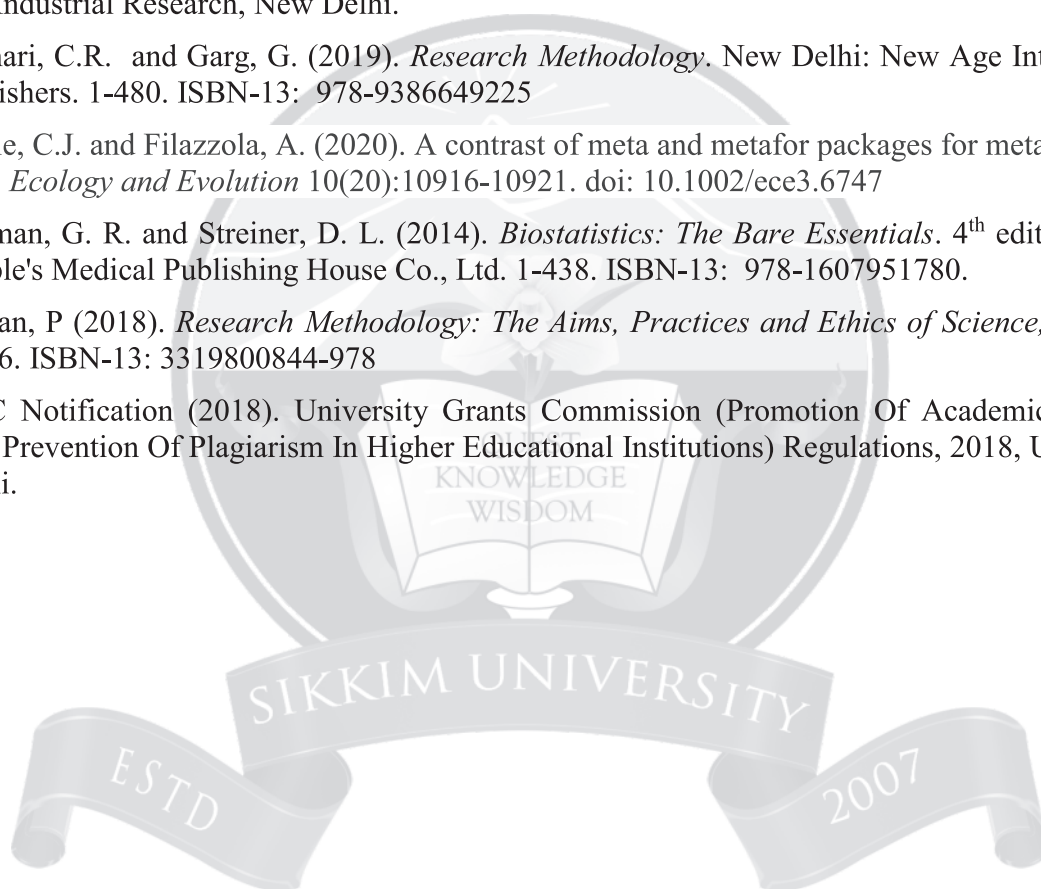 Industrial Research, New Delhi.
hari, C.R. and Garg, G. (2019). Research Methodology. New Delhi: New Age Int
ishers. 1-480. ISBN-13: 978-9386649225
ie, C.J. and Filazzola, A. (2020). A contrast of meta and metafor packages for meta
Ecology and Evolution 10(20):10916-10921. doi: 10.1002/ece3.6747
man, G. R. and Streiner, D. L. (2014). Biostatistics: The Bare Essentials. 4th edit
ple's Medical Publishing House Co., Ltd. 1-438. ISBN-13: 978-1607951780.
an, P (2018). Research Methodology: The Aims, Practices and Ethics of Science,
6. ISBN-13: 3319800844-978
C Notification (2018). University Grants Commission (Promotion Of Academic
Prevention Of Plagiarism In Higher Educational Institutions) Regulations, 2018, U
i.
QUEST
KNOWLEDGE
WISDOM
SIKKIM UNIVERSITY
ESTD
2007